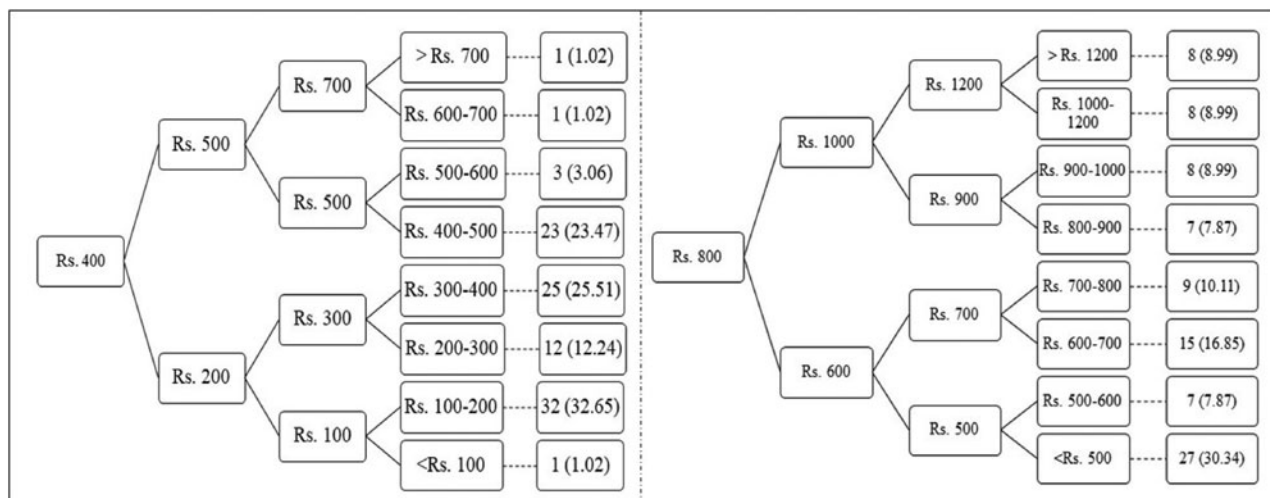 Rs. 400
Rs. 500
Rs. 200
Rs. 700
Rs. 500
Rs. 300
Rs. 100
> Rs. 700
1 (1.02)
Rs. 600-700
1 (1.02)
Rs. 500-600
3 (3.06)
Rs. 400-500
23 (23.47)
Rs. 300-400
25 (25.51)
Rs. 200-300
12 (12.24)
Rs. 100-200
32 (32.65)
<Rs. 100
1 (1.02)
Rs. 800
Rs. 1000
Rs. 600
Rs. 1200
Rs. 900
Rs. 700
Rs. 500
> Rs. 1200
8 (8.99)
Rs. 1000-
1200
8 (8.99)
Rs. 900-1000
8 (8.99)
Rs. 800-900
7 (7.87)
Rs. 700-800
9 (10.11)
Rs. 600-700
15 (16.85)
Rs. 500-600
7 (7.87)
<Rs. 500
27 (30.34)